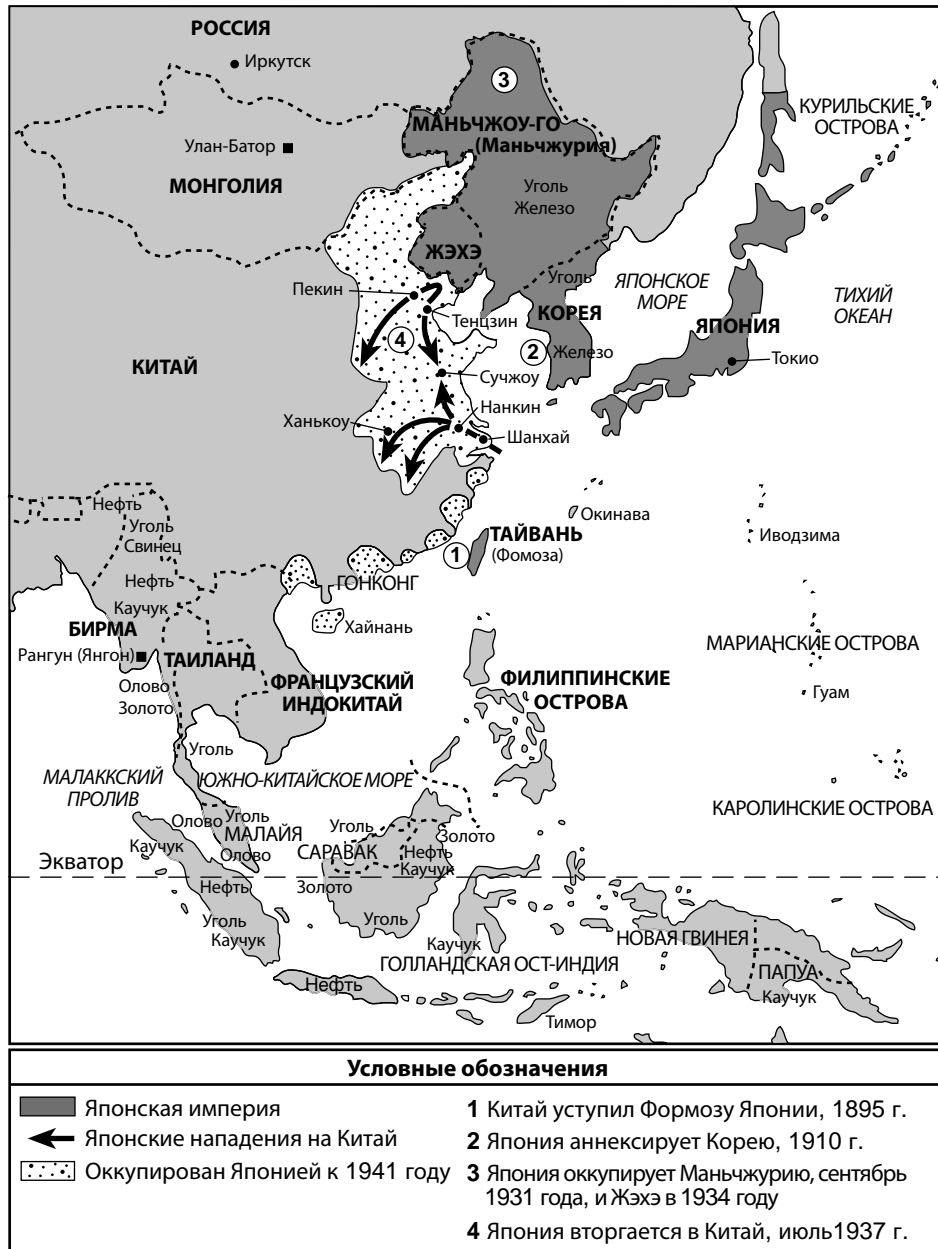 РОССИЯ
Иркутск
3
КУРИЛЬСКИЕ
ОСТРОВА
МАНЬЧЖОУ-ГО
(Маньчжурия)
Улан-Батор
МОНГОЛИЯ
Уголь
Железо
ЖЭХЭ
Пекин
Уголь
ЯПОНСКОЕ
МОРЕ
ТИХИЙ
ОКЕАН
Тенцзин
КОРЕЯ
ЯПОНИЯ
4
2
Железо
Токио
КИТАЙ
Сучжоу
Ханькоу
Нанкин
Шанхай
Нефть
Уголь
Свинец
Окинава
Иводзима
ТАЙВАНЬ
(Фомоза)
1
Нефть
ГОНКОНГ
Каучук
БИРМА
Хайнань
Рангун (Янгон)
ТАИЛАНД
МАРИАНСКИЕ ОСТРОВА
Олово
Золото
ФРАНЦУЗСКИЙ
ИНДОКИТАЙ
ФИЛИППИНСКИЕ
ОСТРОВА
Гуам
Уголь
МАЛАККСКИЙ
ПРОЛИВ
ЮЖНО-КИТАЙСКОЕ МОРЕ
КАРОЛИНСКИЕ ОСТРОВА
Олово
Уголь
МАЛАЙЯ
Олово
Уголь
Золото
Каучук
САРАВАК
Нефть
Каучук
Экватор
Нефть
Золото
Уголь
Каучук
Уголь
Каучук
НОВАЯ ГВИНЕЯ
ГОЛЛАНДСКАЯ ОСТ-ИНДИЯ
ПАПУА
Нефть
Каучук
Тимор
Условные обозначения
Японская империя
Японские нападения на Китай
Оккупирован Японией к 1941 году
1 Китай уступил Формозу Японии, 1895 г.
2 Япония аннексирует Корею, 1910 г.
3 Япония оккупирует Маньчжурию, сентябрь
1931 года, и Жэхэ в 1934 году
4 Япония вторгается в Китай, июль1937 г.